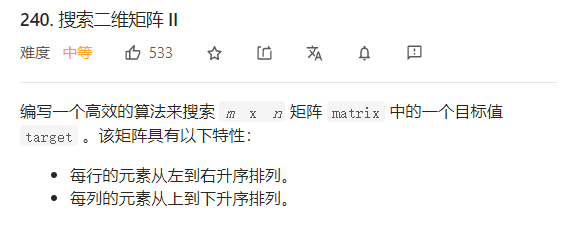 240. 搜索二维矩阵 II
难度 中等 533
编写一个高效的算法来搜索 m x n 矩阵 matrix 中的一个目标值
target 。该矩阵具有以下特性：
每行的元素从左到右升序排列。
每列的元素从上到下升序排列。